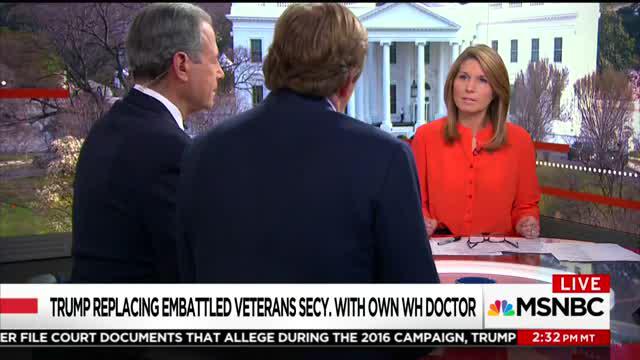 LIVE
TRUMP REPLACING EMBATTLED VETERANS SECY. WITH OWN WH DOCTOR
MSNBC
ER FILE COURT DOCUMENTS THAT ALLEGE DURING THE 2016 CAMPAIGN, TRUMP
2:32 PM MT